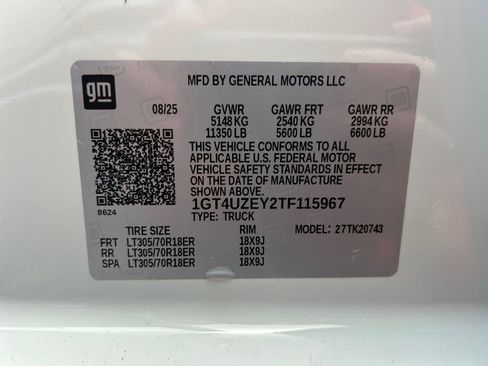 gm
MFD BY GENERAL MOTORS LLC
08/25 GVWR GAWR FRT GAWR RR
5148 KG 2540 KG 2994 KG
11350 LB 5600 LB 6600 LB
THIS VEHICLE CONFORMS TO ALL
APPLICABLE U.S. FEDERAL MOTOR
VEHICLE SAFETY STANDARDS IN EFFECT
ON THE DATE OF MANUFACTURE
SHOWN ABOVE.
8624
1GT4UZEY2TF115967
TYPE: TRUCK
TIRE SIZE RIM MODEL: 27TK20743
FRT LT305/70R18ER 18X9J
RR LT305/70R18ER 18X9J
SPA LT305/70R18ER 18X9J